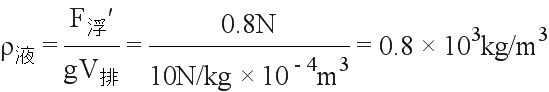 ρ液 = F浮′ / gV排 = 0.8N / 10N/kg × 10⁻⁴m³ = 0.8 × 10³kg/m³